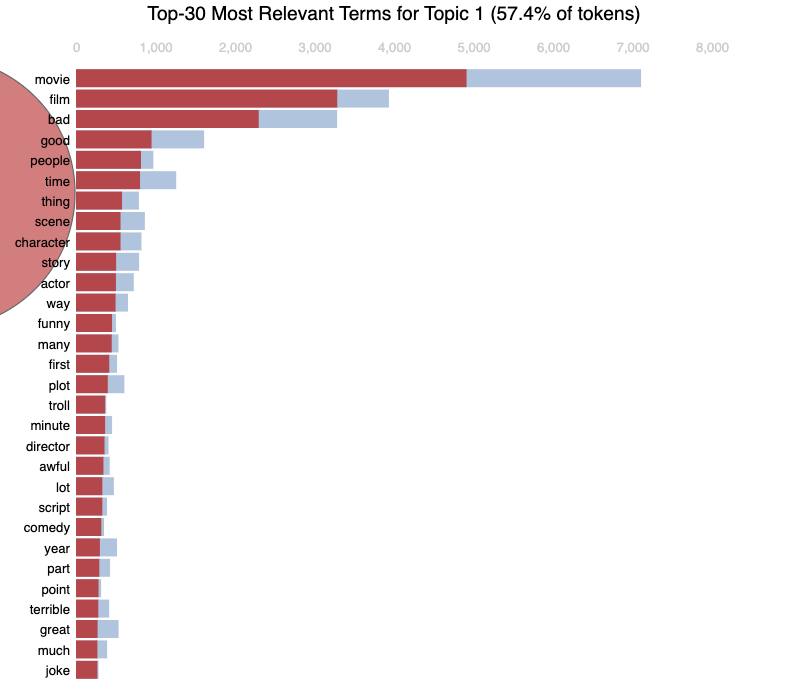 Top-30 Most Relevant Terms for Topic 1 (57.4% of tokens)
0 1,000 2,000 3,000 4,000 5,000 6,000 7,000 8,000
movie
film
bad
good
people
time
thing
scene
character
story
actor
way
funny
many
first
plot
troll
minute
director
awful
lot
script
comedy
year
part
point
terrible
great
much
joke